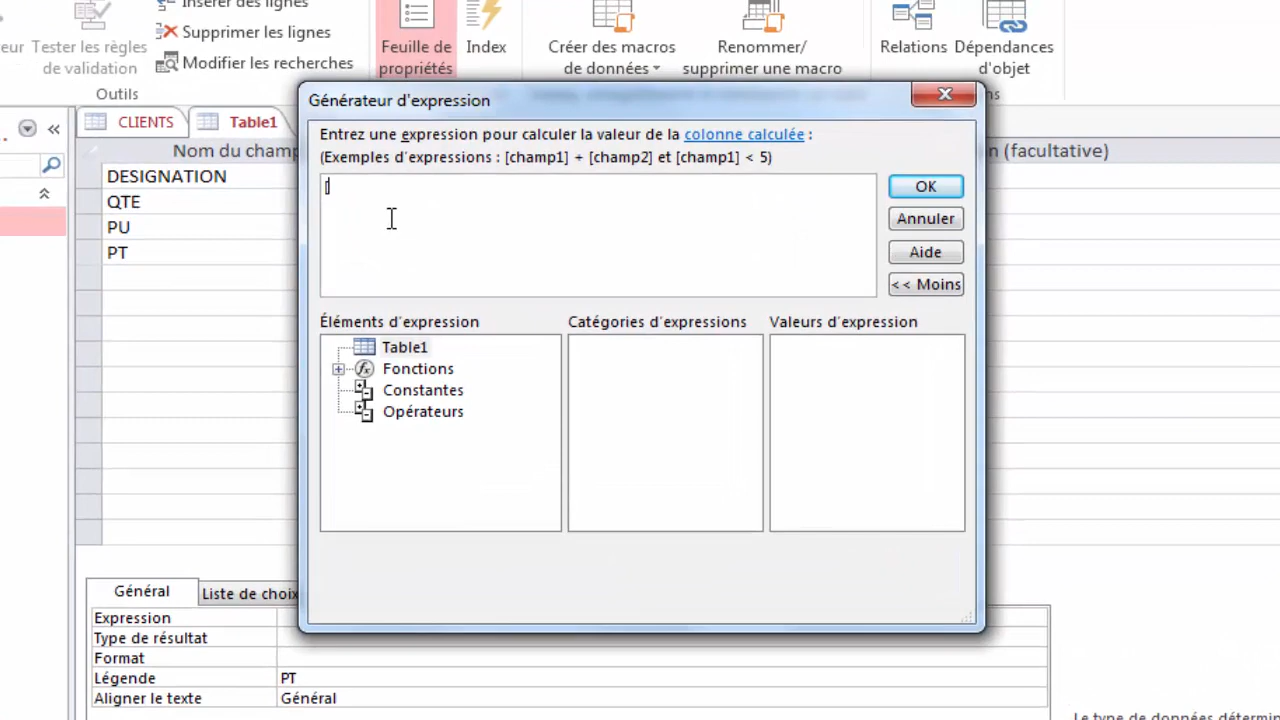 Insérer des lignes
Tester les règles
de validation
Supprimer les lignes
Modifier les recherches
Outils
Feuille de
propriétés
Index
Créer des macros
de données
Renommer/
supprimer une macro
Relations
Dépendances
d'objet
CLIENTS
Table1
Nom du champ
(facultative)
DESIGNATION
QTE
PU
PT
Générateur d'expression
Entrez une expression pour calculer la valeur de la colonne calculée :
(Exemples d'expressions : [champ1] + [champ2] et [champ1] < 5)
[
OK
Annuler
Aide
<< Moins
Éléments d'expression
Catégories d'expressions
Valeurs d'expression
Table1
Fonctions
Constantes
Opérateurs
Général
Liste de choix
Expression
Type de résultat
Format
Légende PT
Aligner le texte Général
Le type de données détermin